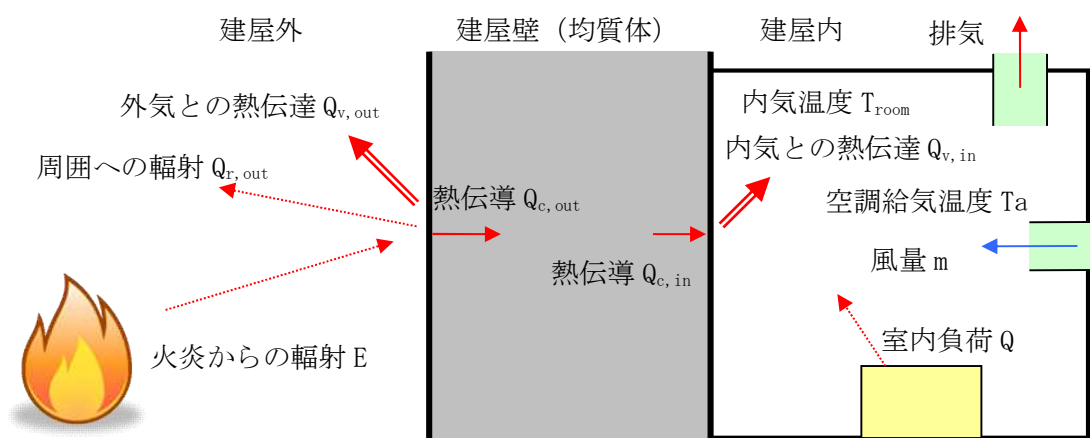 建屋外
建屋壁（均質体）
建屋内
排気
外気との熱伝達 Qv,out
周囲への輻射 Qr,out
内気温度 Troom
内気との熱伝達 Qv,in
熱伝導 Qc,out
空調給気温度 Ta
風量 m
熱伝導 Qc,in
火炎からの輻射 E
室内負荷 Q